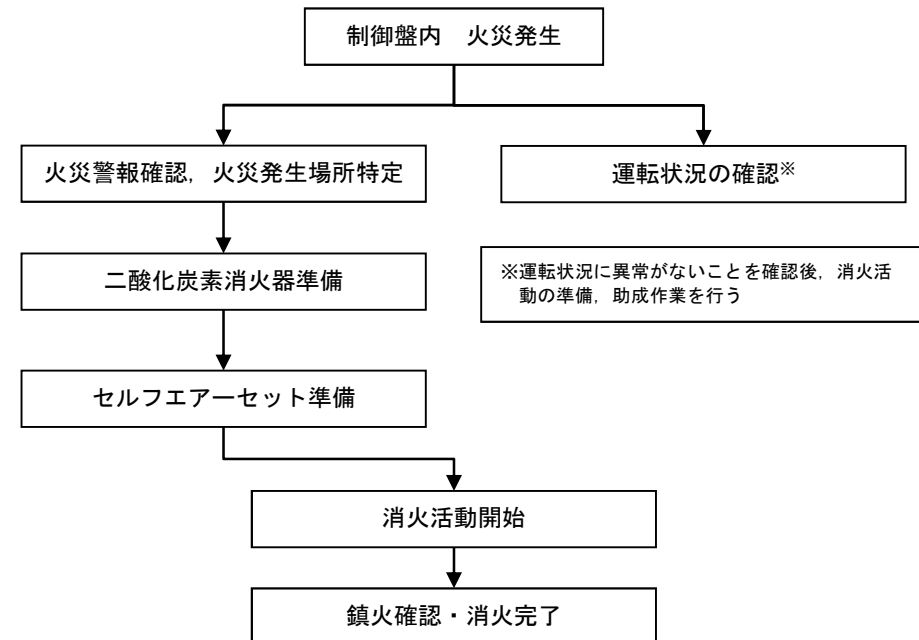 制御盤内　火災発生
火災警報確認，火災発生場所特定
運転状況の確認※
二酸化炭素消火器準備
※運転状況に異常がないことを確認後，消火活
動の準備，助成作業を行う
セルフエアーセット準備
消火活動開始
鎮火確認・消火完了